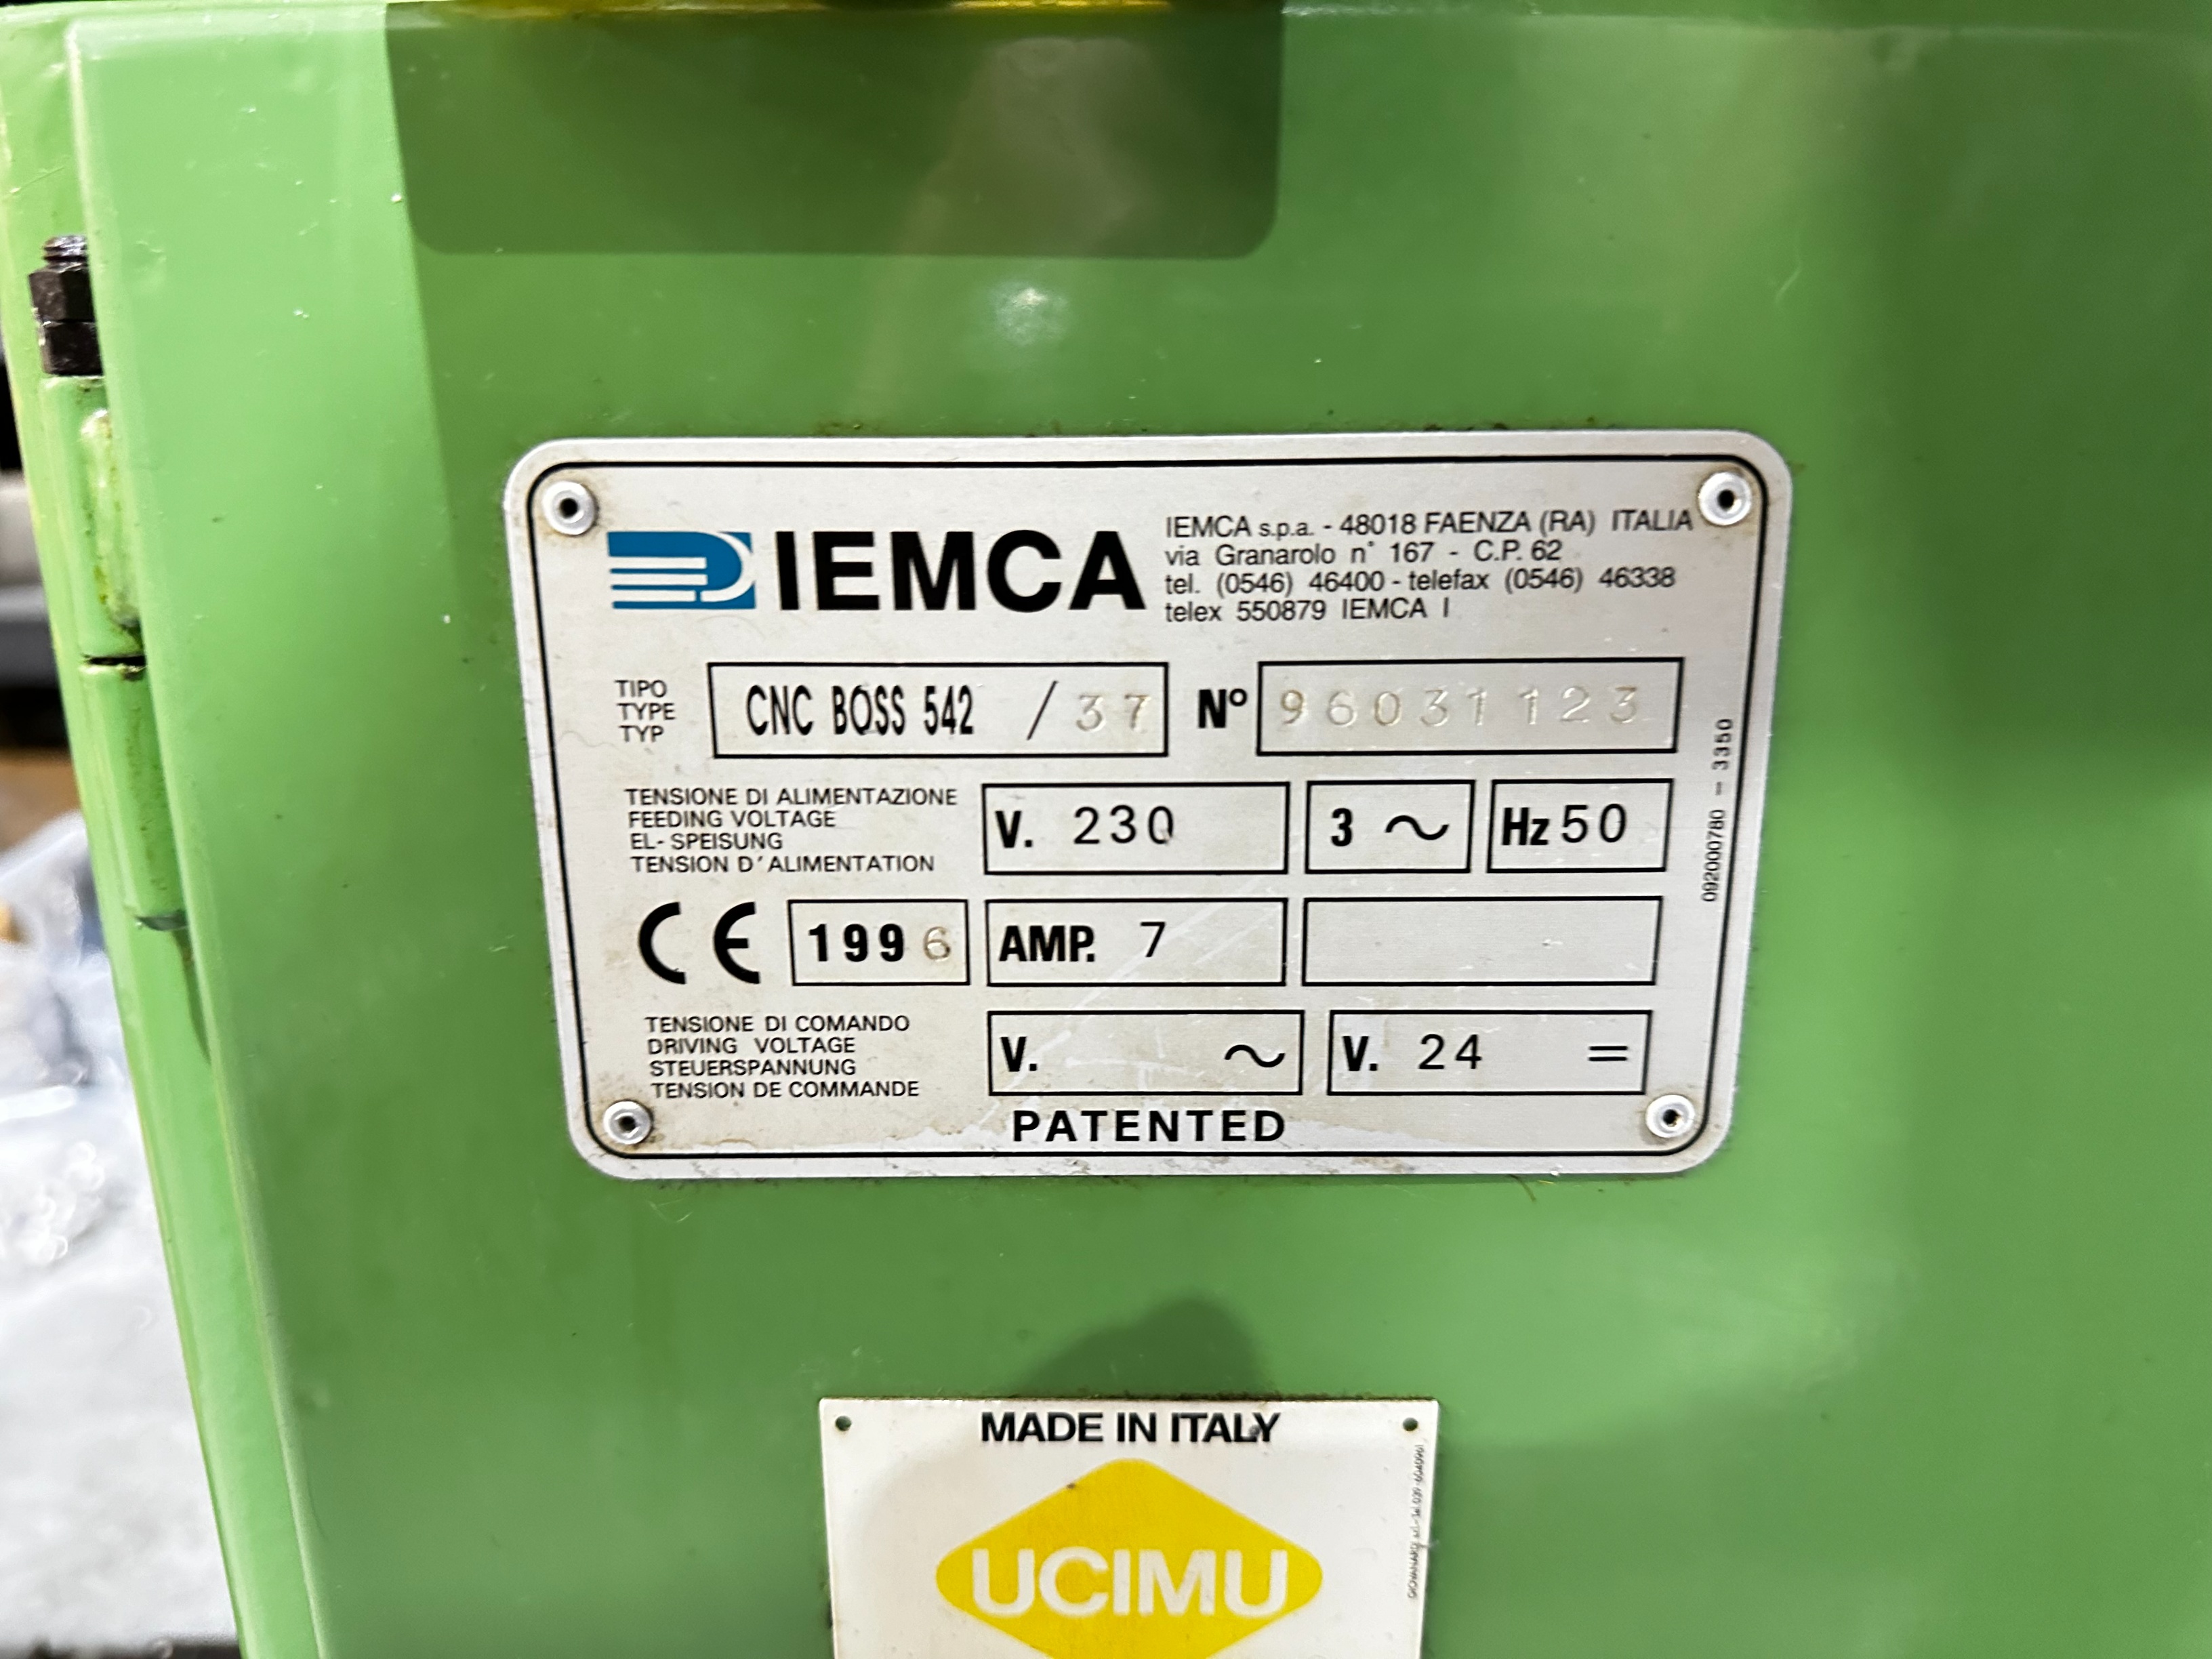 IEMCA
IEMCA s.p.a. - 48018 FAENZA (RA) ITALIA
via Granarolo n° 167 - C.P. 62
tel. (0546) 46400 - telefax (0546) 46338
telex 550879 IEMCA I
TIPO
TYPE
TYP
CNC BOSS 542 / 37
N° 96031123
TENSIONE DI ALIMENTAZIONE
FEEDING VOLTAGE
EL-SPEISUNG
TENSION D'ALIMENTATION
V. 230
3 ~
Hz 50
CE
1996
AMP. 7
TENSIONE DI COMANDO
DRIVING VOLTAGE
STEUERSPANNUNG
TENSION DE COMMANDE
V. ~
V. 24 =
PATENTED
092000780 - 3350
MADE IN ITALY
UCIMU